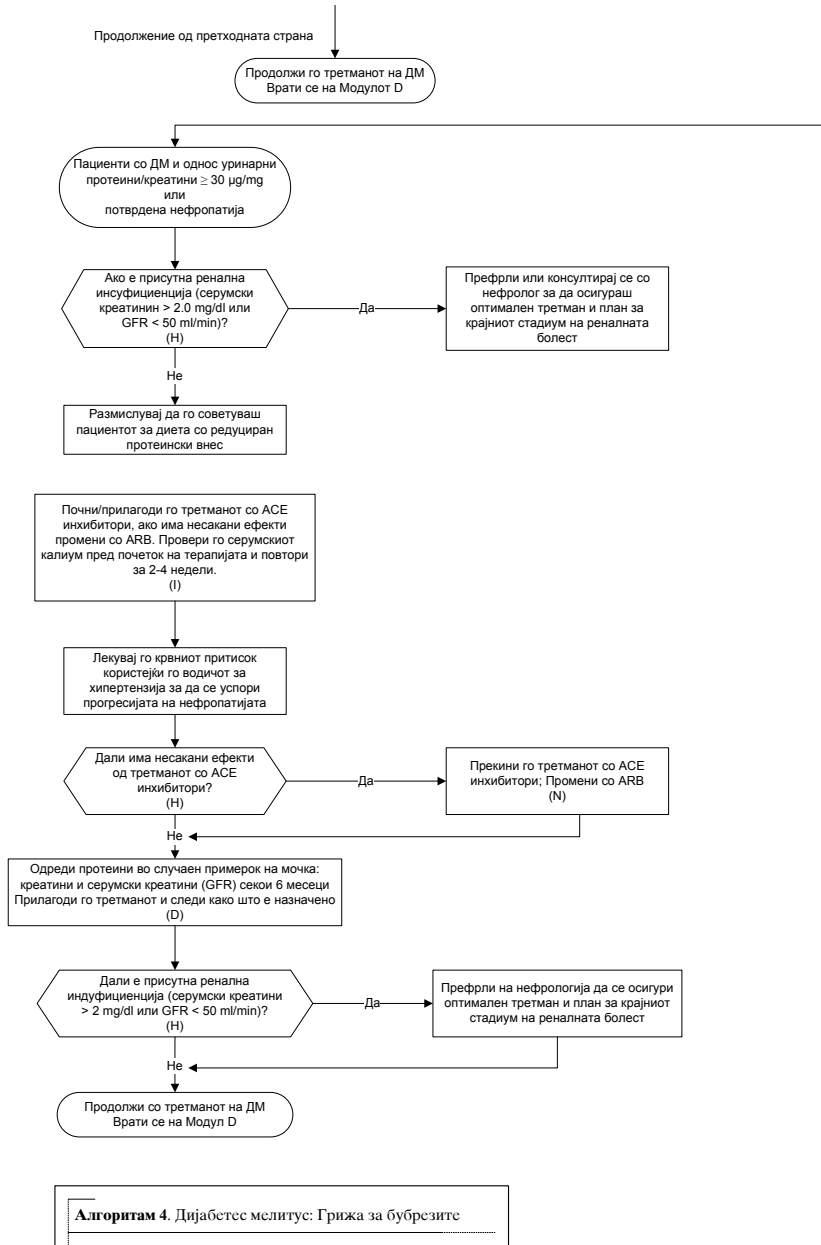 Продолжение од претходната страна
Продолжи го третманот на ДМ
Врати се на Модулот D
Пациенти со ДМ и однос уринарни
протеини/креатини ≥ 30 µg/mg
или
потврдена нефропатија
Ако е присутна ренална
инсуфициенција (серумски
креатинин > 2.0 mg/dl или
GFR < 50 ml/min)?
(H)
Да
Префрли или консултирај се со
нефролог за да осигураш
оптимален третман и план за
крајниот стадиум на реналната
болест
Не
Размислувај да го советуваш
пациентот за диета со редуциран
протеински внес
Почни/прилагоди го третманот со ACE
инхибитори, ако има несакани ефекти
промени со ARB. Провери го серумскиот
калиум пред почеток на терапијата и повтори
за 2-4 недели.
(I)
Лекувај го крвниот притисок
користејќи го водичот за
хипертензија за да се успори
прогресијата на нефропатијата
Дали има несакани ефекти
од третманот со ACE
инхибитори?
(H)
Да
Прекини го третманот со ACE
инхибитори; Промени со ARB
(N)
Не
Одреди протеини во случаен примерок на мочка:
креатини и серумски креатини (GFR) секои 6 месеци
Прилагоди го третманот и следи како што е назначено
(D)
Дали е присутна ренална
индуфициенција (серумски креатини
> 2 mg/dl или GFR < 50 ml/min)?
(H)
Да
Префрли на нефрологија да се осигури
оптимален третман и план за крајниот
стадиум на реналната болест
Не
Продолжи со третманот на ДМ
Врати се на Модул D
Алгоритам 4. Дијабетес мелитус: Грижа за бубрезите